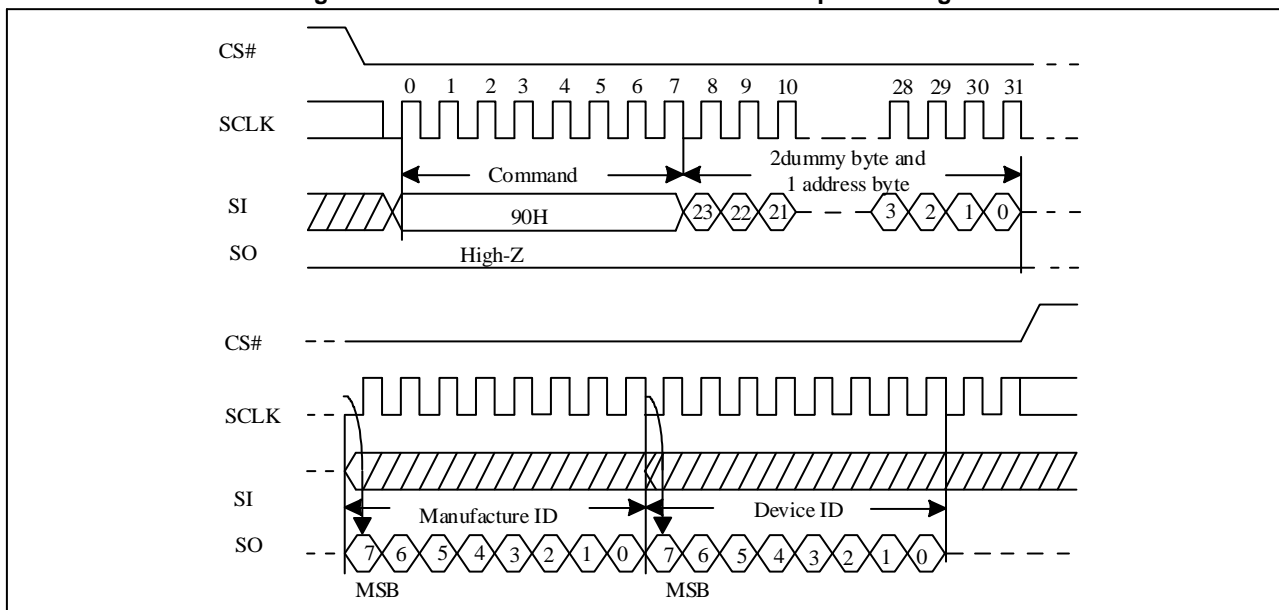 CS#
0 1 2 3 4 5 6 7 8 9 10 28 29 30 31
SCLK
Command
2dummy byte and
1 address byte
SI
90H
23 22 21 3 2 1 0
SO
High-Z
CS#
SCLK
SI
Manufacture ID
Device ID
SO
7 6 5 4 3 2 1 0 7 6 5 4 3 2 1 0
MSB
MSB